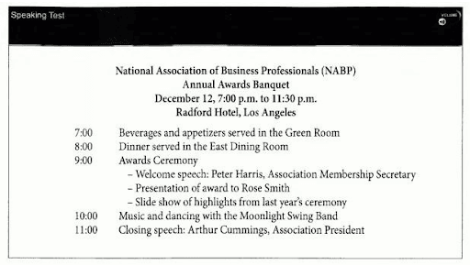 Speaking Test
National Association of Business Professionals (NABP)
Annual Awards Banquet
December 12, 7:00 p.m. to 11:30 p.m.
Radford Hotel, Los Angeles
7:00 Beverages and appetizers served in the Green Room
8:00 Dinner served in the East Dining Room
9:00 Awards Ceremony
– Welcome speech: Peter Harris, Association Membership Secretary
– Presentation of award to Rose Smith
– Slide show of highlights from last year's ceremony
10:00 Music and dancing with the Moonlight Swing Band
11:00 Closing speech: Arthur Cummings, Association President